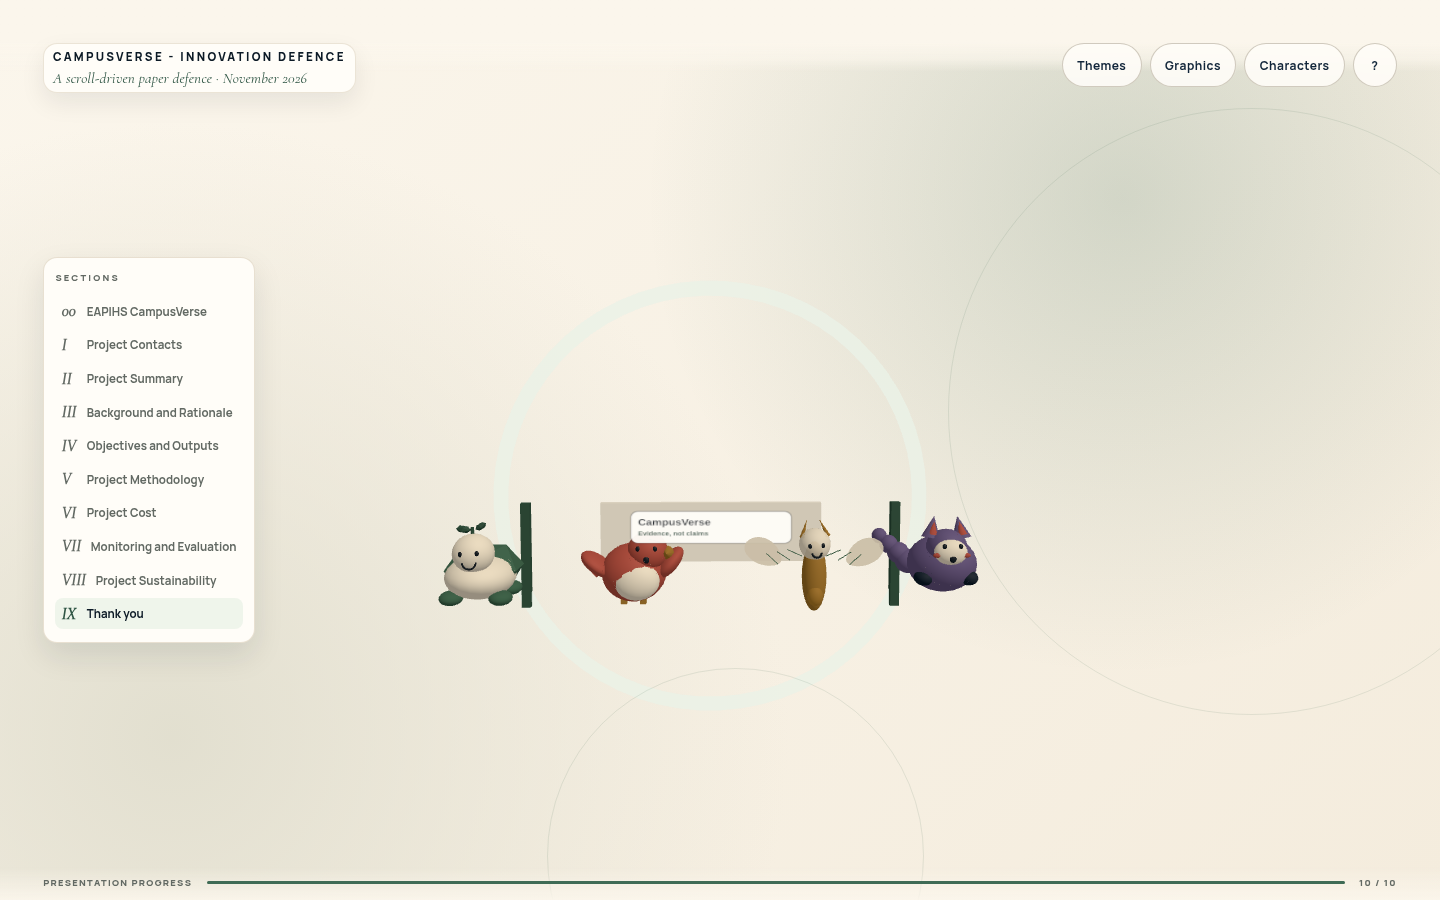 CAMPUSVERSE - INNOVATION DEFENCE
A scroll-driven paper defence · November 2026
Themes
Graphics
Characters
?
SECTIONS
00 EAPIHS CampusVerse
I Project Contacts
II Project Summary
III Background and Rationale
IV Objectives and Outputs
V Project Methodology
VI Project Cost
VII Monitoring and Evaluation
VIII Project Sustainability
IX Thank you
CampusVerse
Evidence, not claims
PRESENTATION PROGRESS
10 / 10